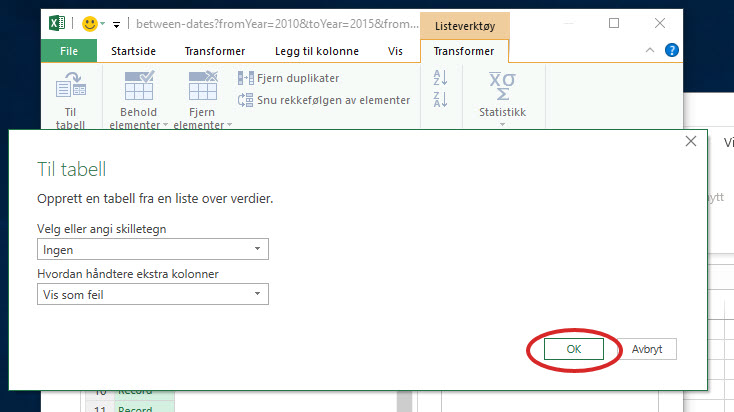 between-dates?fromYear=2010&toYear=2015&from... Listeverktøy
File Startside Transformer Legg til kolonne Vis Transformer
Til tabell
Behold elementer
Fjern elementer
Fjern duplikater
Snu rekkefølgen av elementer
Statistikk
Til tabell
Opprett en tabell fra en liste over verdier.
Velg eller angi skilletegn
Ingen
Hvordan håndtere ekstra kolonner
Vis som feil
OK Avbryt
10 Record
11 Record